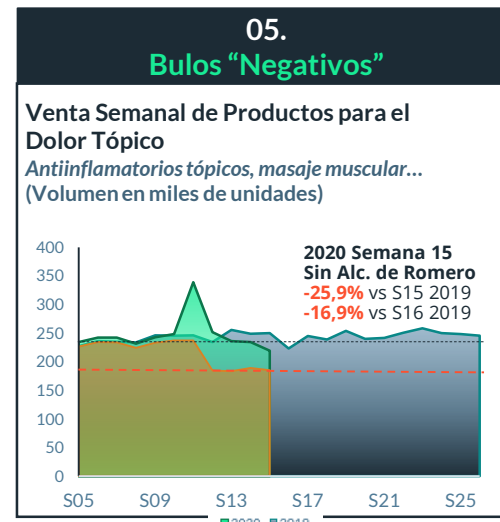 05.
Bulos “Negativos”
Venta Semanal de Productos para el
Dolor Tópico
Antiinflamatorios tópicos, masaje muscular…
(Volumen en miles de unidades)
2020 Semana 15
Sin Alc. de Romero
-25,9% vs S15 2019
-16,9% vs S16 2019
400
350
300
250
200
150
100
50
0
S05 S09 S13 S17 S21 S25
2020 2019